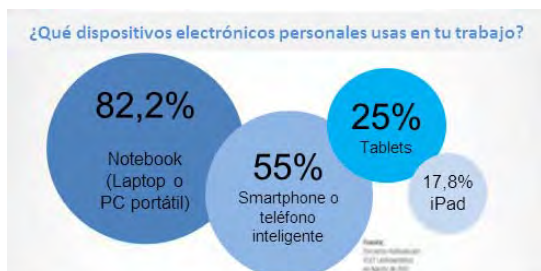 ¿Qué dispositivos electrónicos personales usas en tu trabajo?
82,2%
Notebook
(Laptop o
PC portátil)
55%
Smartphone o
teléfono
inteligente
25%
Tablets
17,8%
iPad